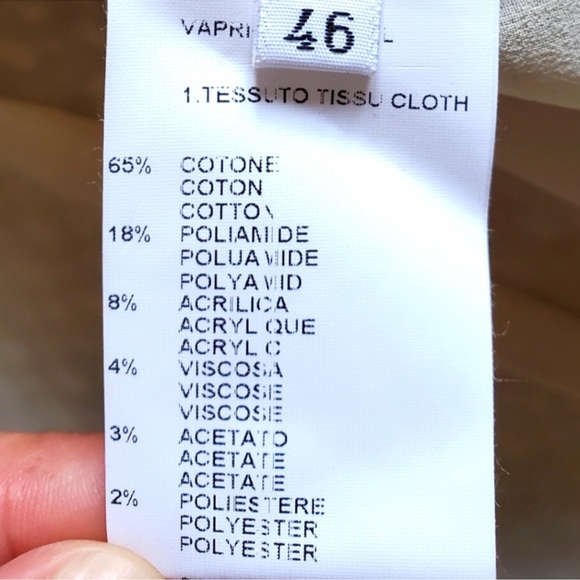 VAPRI L
46
1.TESSUTO TISSU CLOTH
65% COTONE
COTON
COTTON
18% POLIAMIDE
POLUAMIDE
POLYAMID
8% ACRILICA
ACRYLIQUE
ACRYLIC
4% VISCOSA
VISCOSE
VISCOSE
3% ACETATO
ACETATE
ACETATE
2% POLIESTERE
POLYESTER
POLYESTER